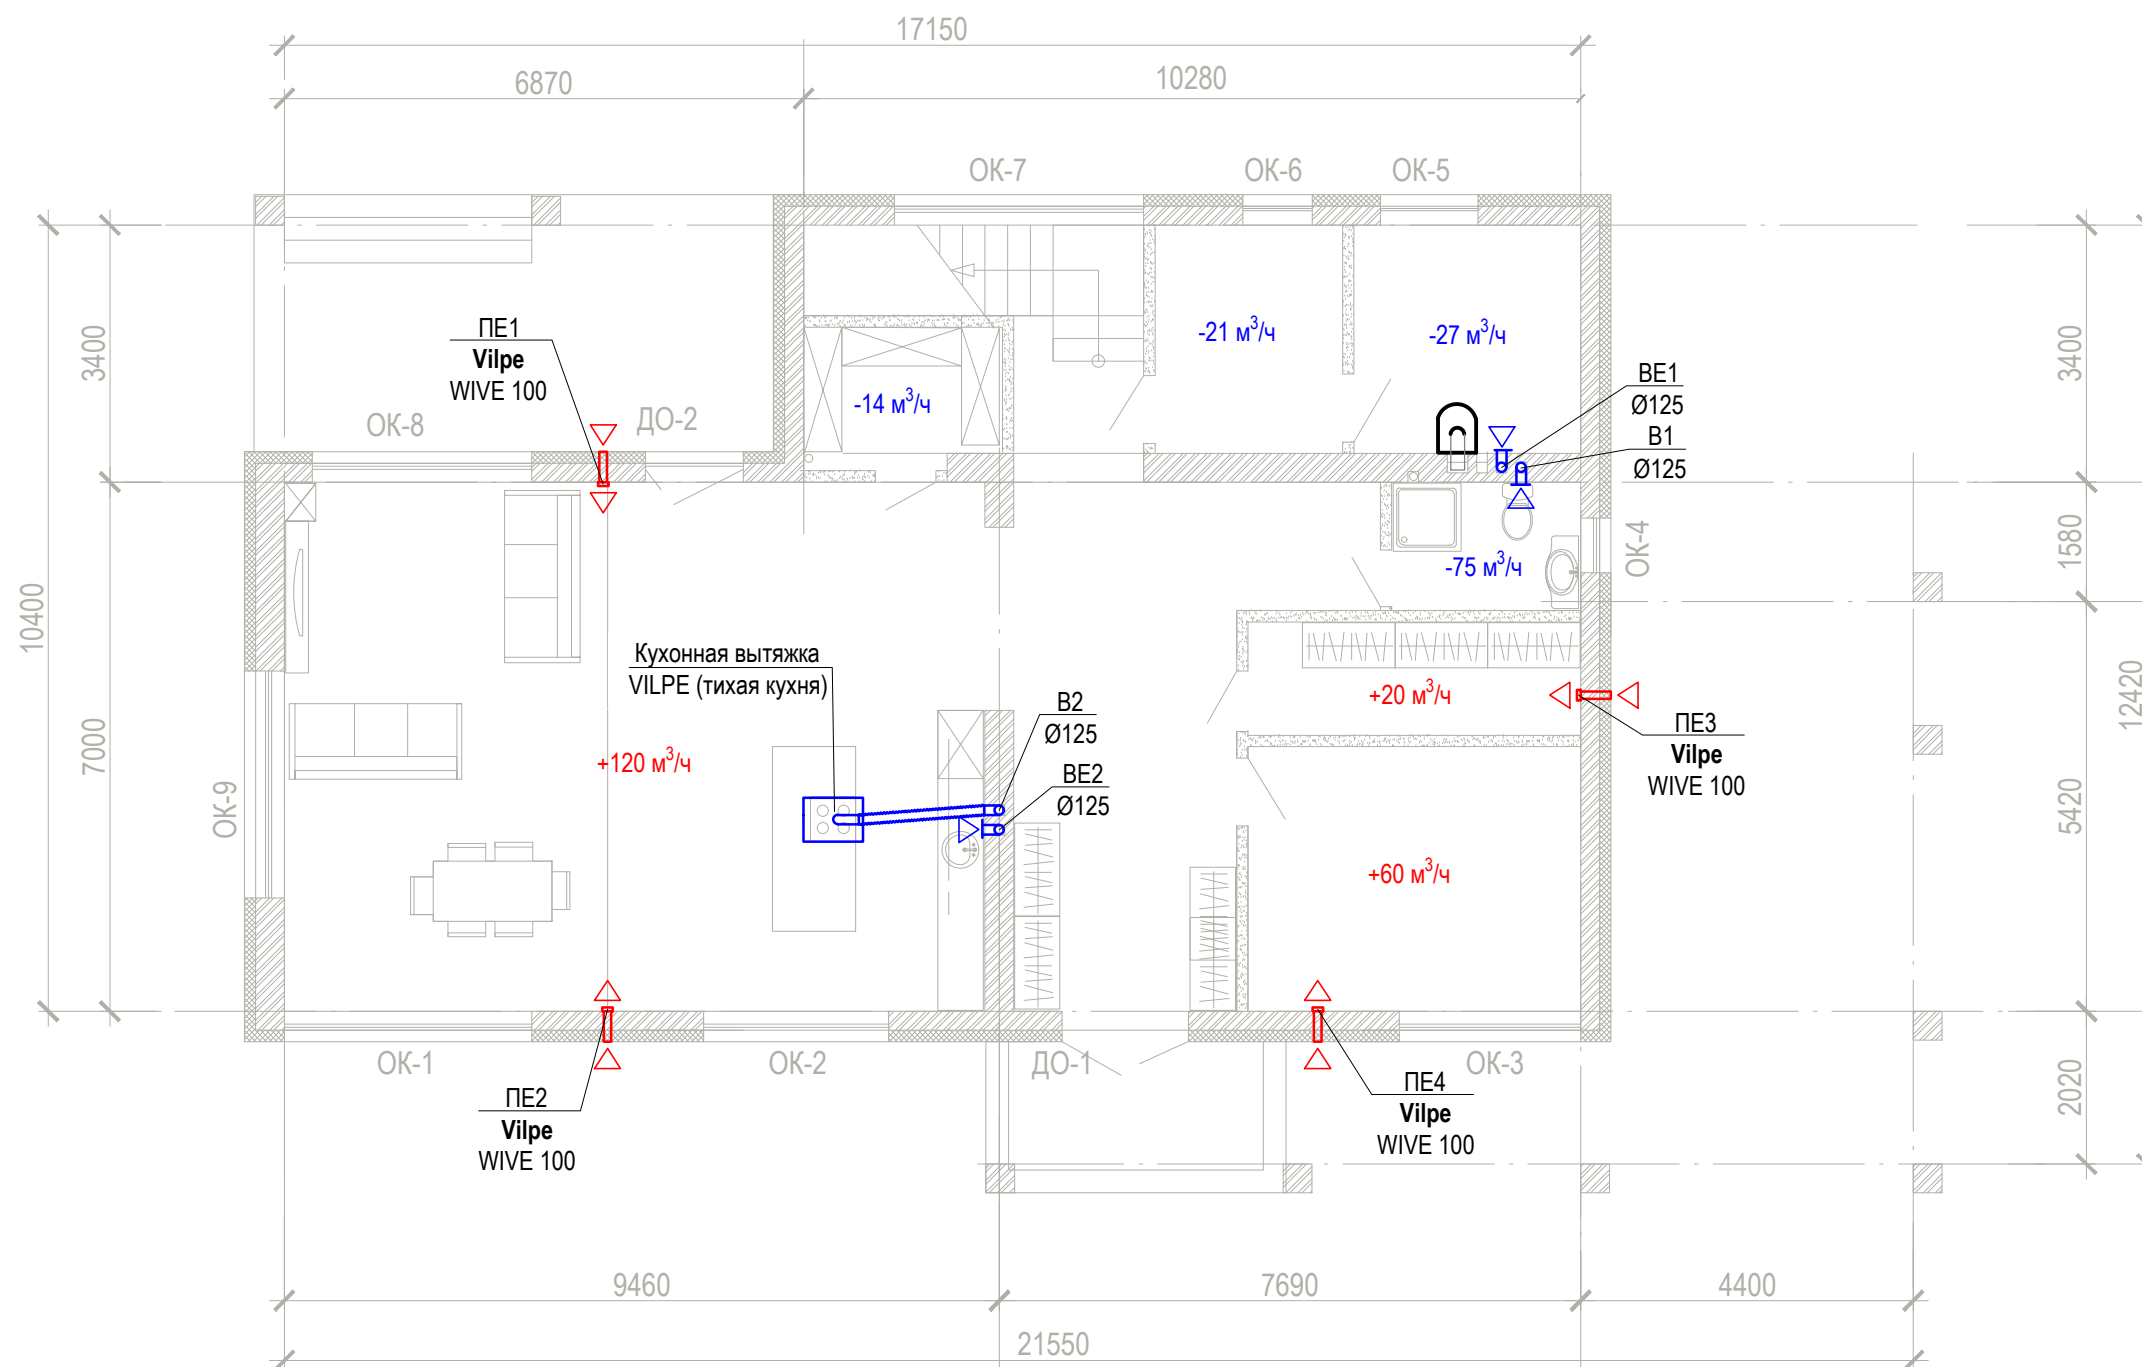 17150
6870
10280
ОК-7
ОК-6
ОК-5
ПЕ1
Vilpe
WIVE 100
ОК-8
ДО-2
-14 м³/ч
-21 м³/ч
-27 м³/ч
ВЕ1
Ø125
В1
Ø125
3400
3400
10400
7000
1580
12420
5420
2020
ОК-4
-75 м³/ч
Кухонная вытяжка
VILPE (тихая кухня)
+120 м³/ч
В2
Ø125
ВЕ2
Ø125
+20 м³/ч
ПЕ3
Vilpe
WIVE 100
ОК-9
+60 м³/ч
ОК-1
ОК-2
ДО-1
ОК-3
ПЕ2
Vilpe
WIVE 100
ПЕ4
Vilpe
WIVE 100
9460
7690
4400
21550